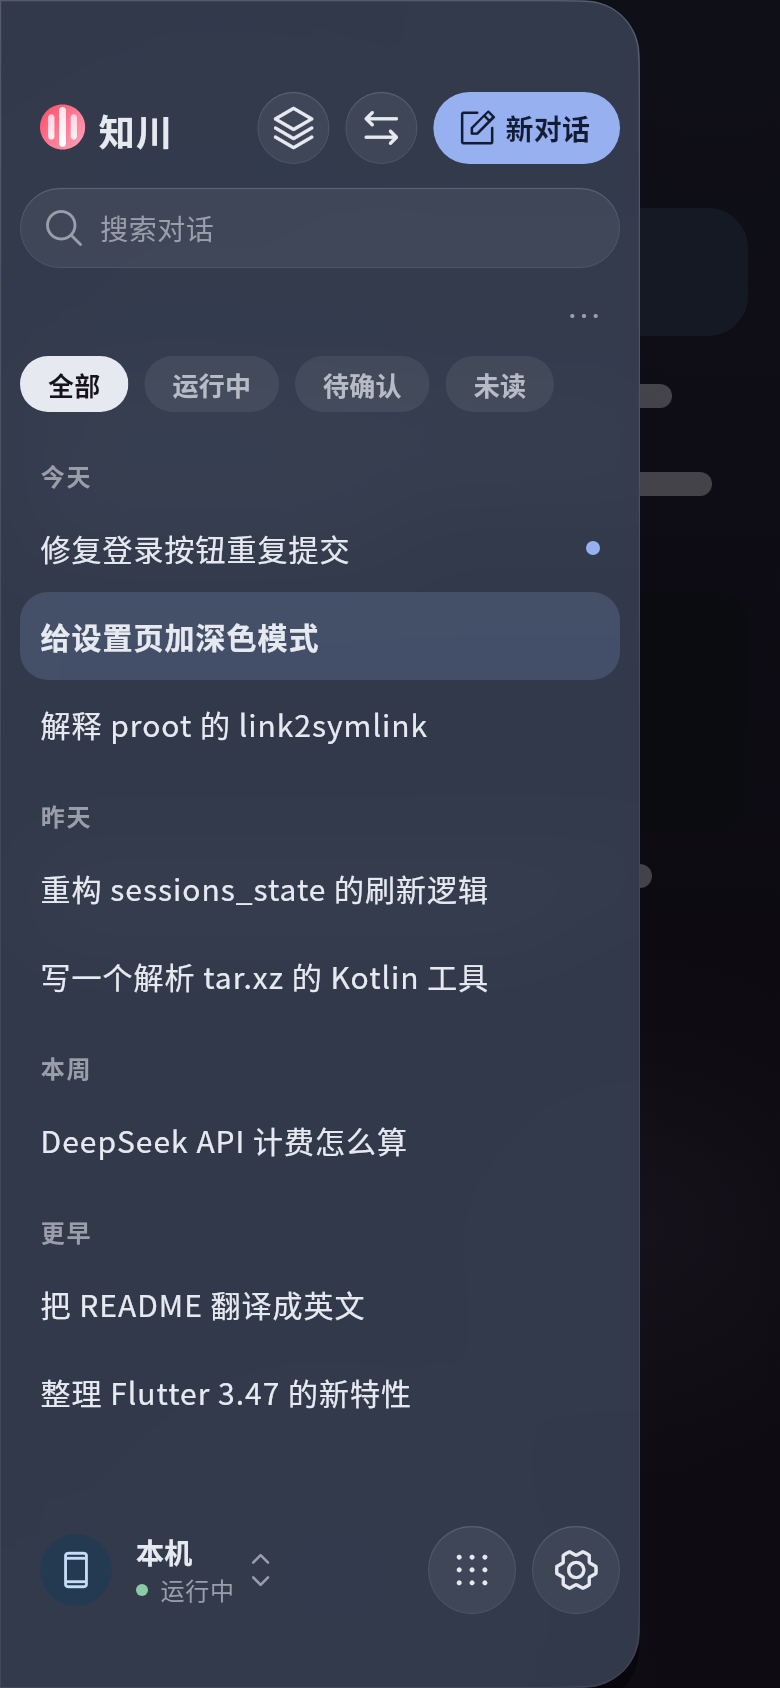 知川
新对话
搜索对话
...
全部 运行中 待确认 未读
今天
修复登录按钮重复提交
给设置页加深色模式
解释 proot 的 link2symlink
昨天
重构 sessions_state 的刷新逻辑
写一个解析 tar.xz 的 Kotlin 工具
本周
DeepSeek API 计费怎么算
更早
把 README 翻译成英文
整理 Flutter 3.47 的新特性
本机
运行中